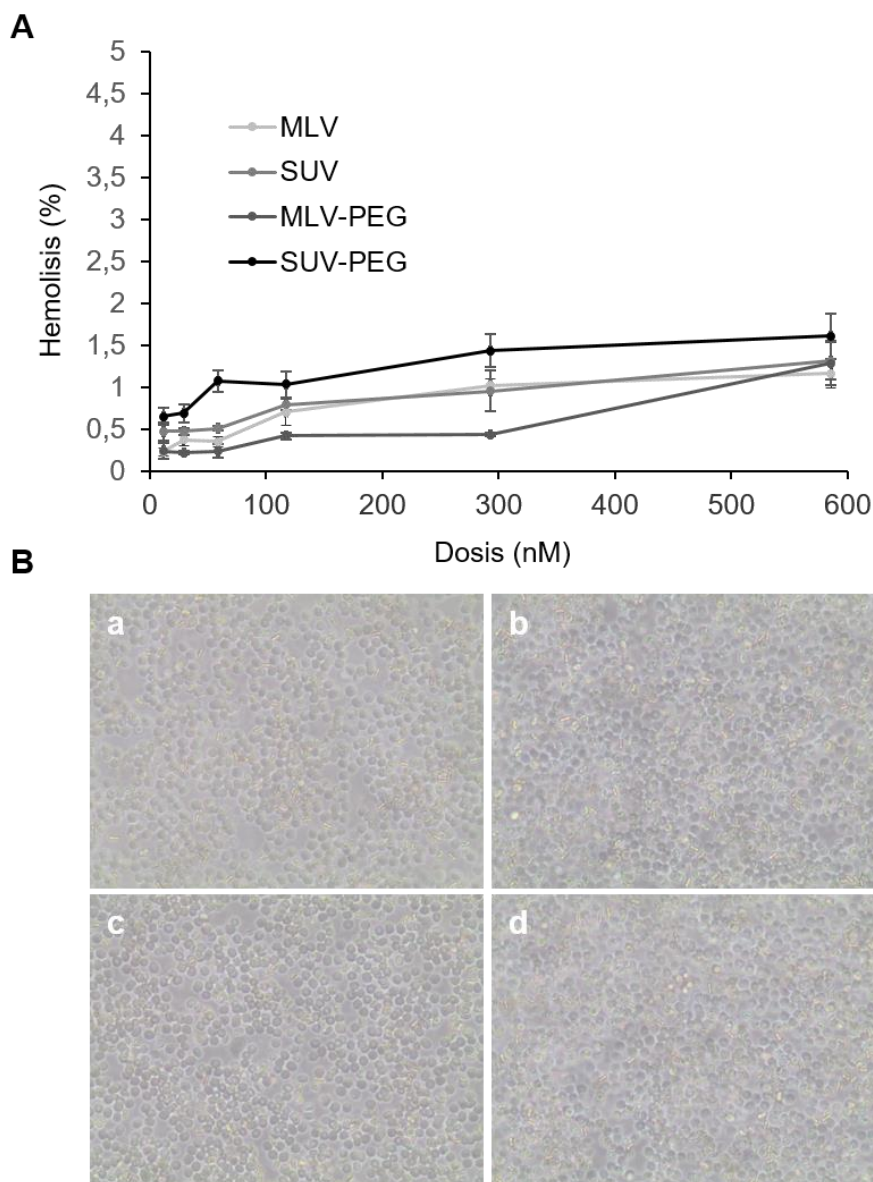 A
5
4,5
4
3,5
3
2,5
2
1,5
1
0,5
0
Hemolisis (%)
MLV
SUV
MLV-PEG
SUV-PEG
0 100 200 300 400 500 600
Dosis (nM)
B
a b
c d